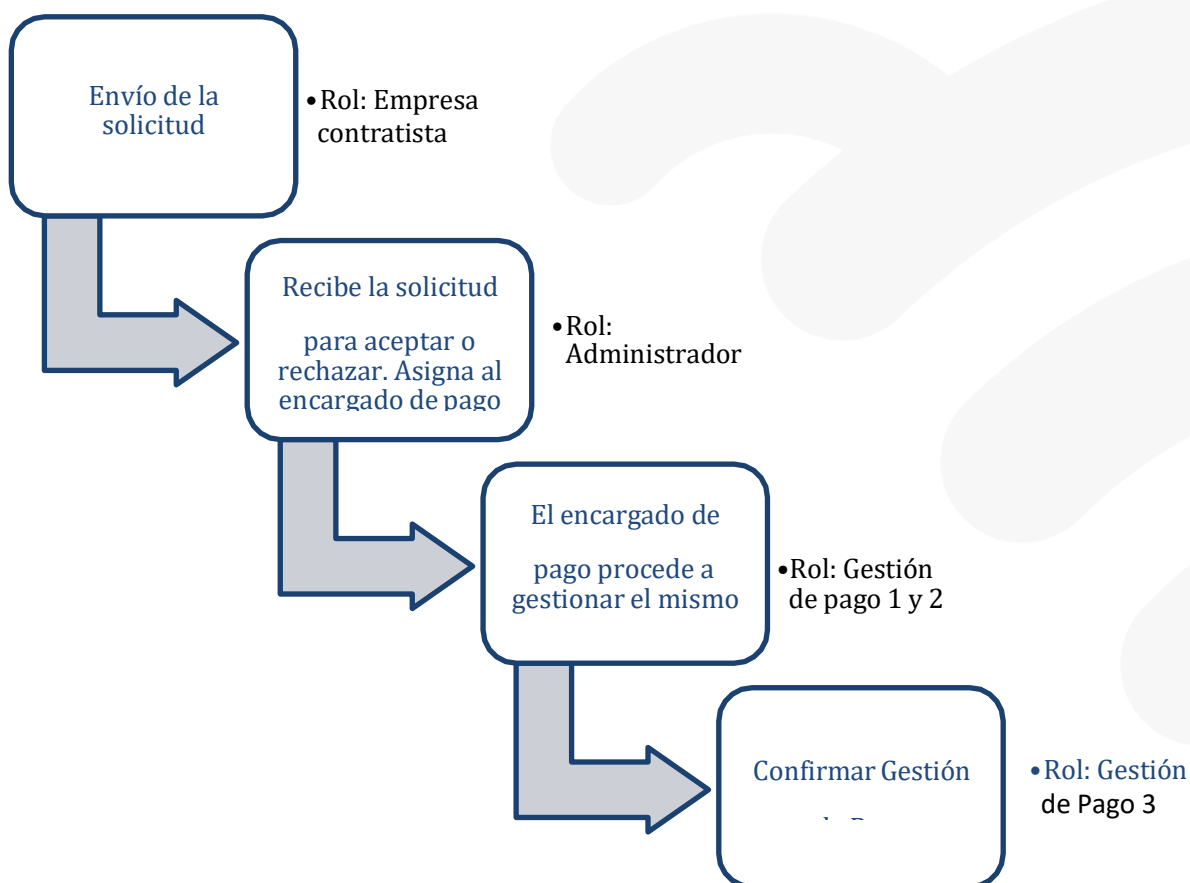 Envío de la
solicitud
•Rol: Empresa
contratista
Recibe la solicitud
para aceptar o
rechazar. Asigna al
encargado de pago
•Rol:
Administrador
El encargado de
pago procede a
gestionar el mismo
•Rol: Gestión
de pago 1 y 2
Confirmar Gestión
•Rol: Gestión
de Pago 3